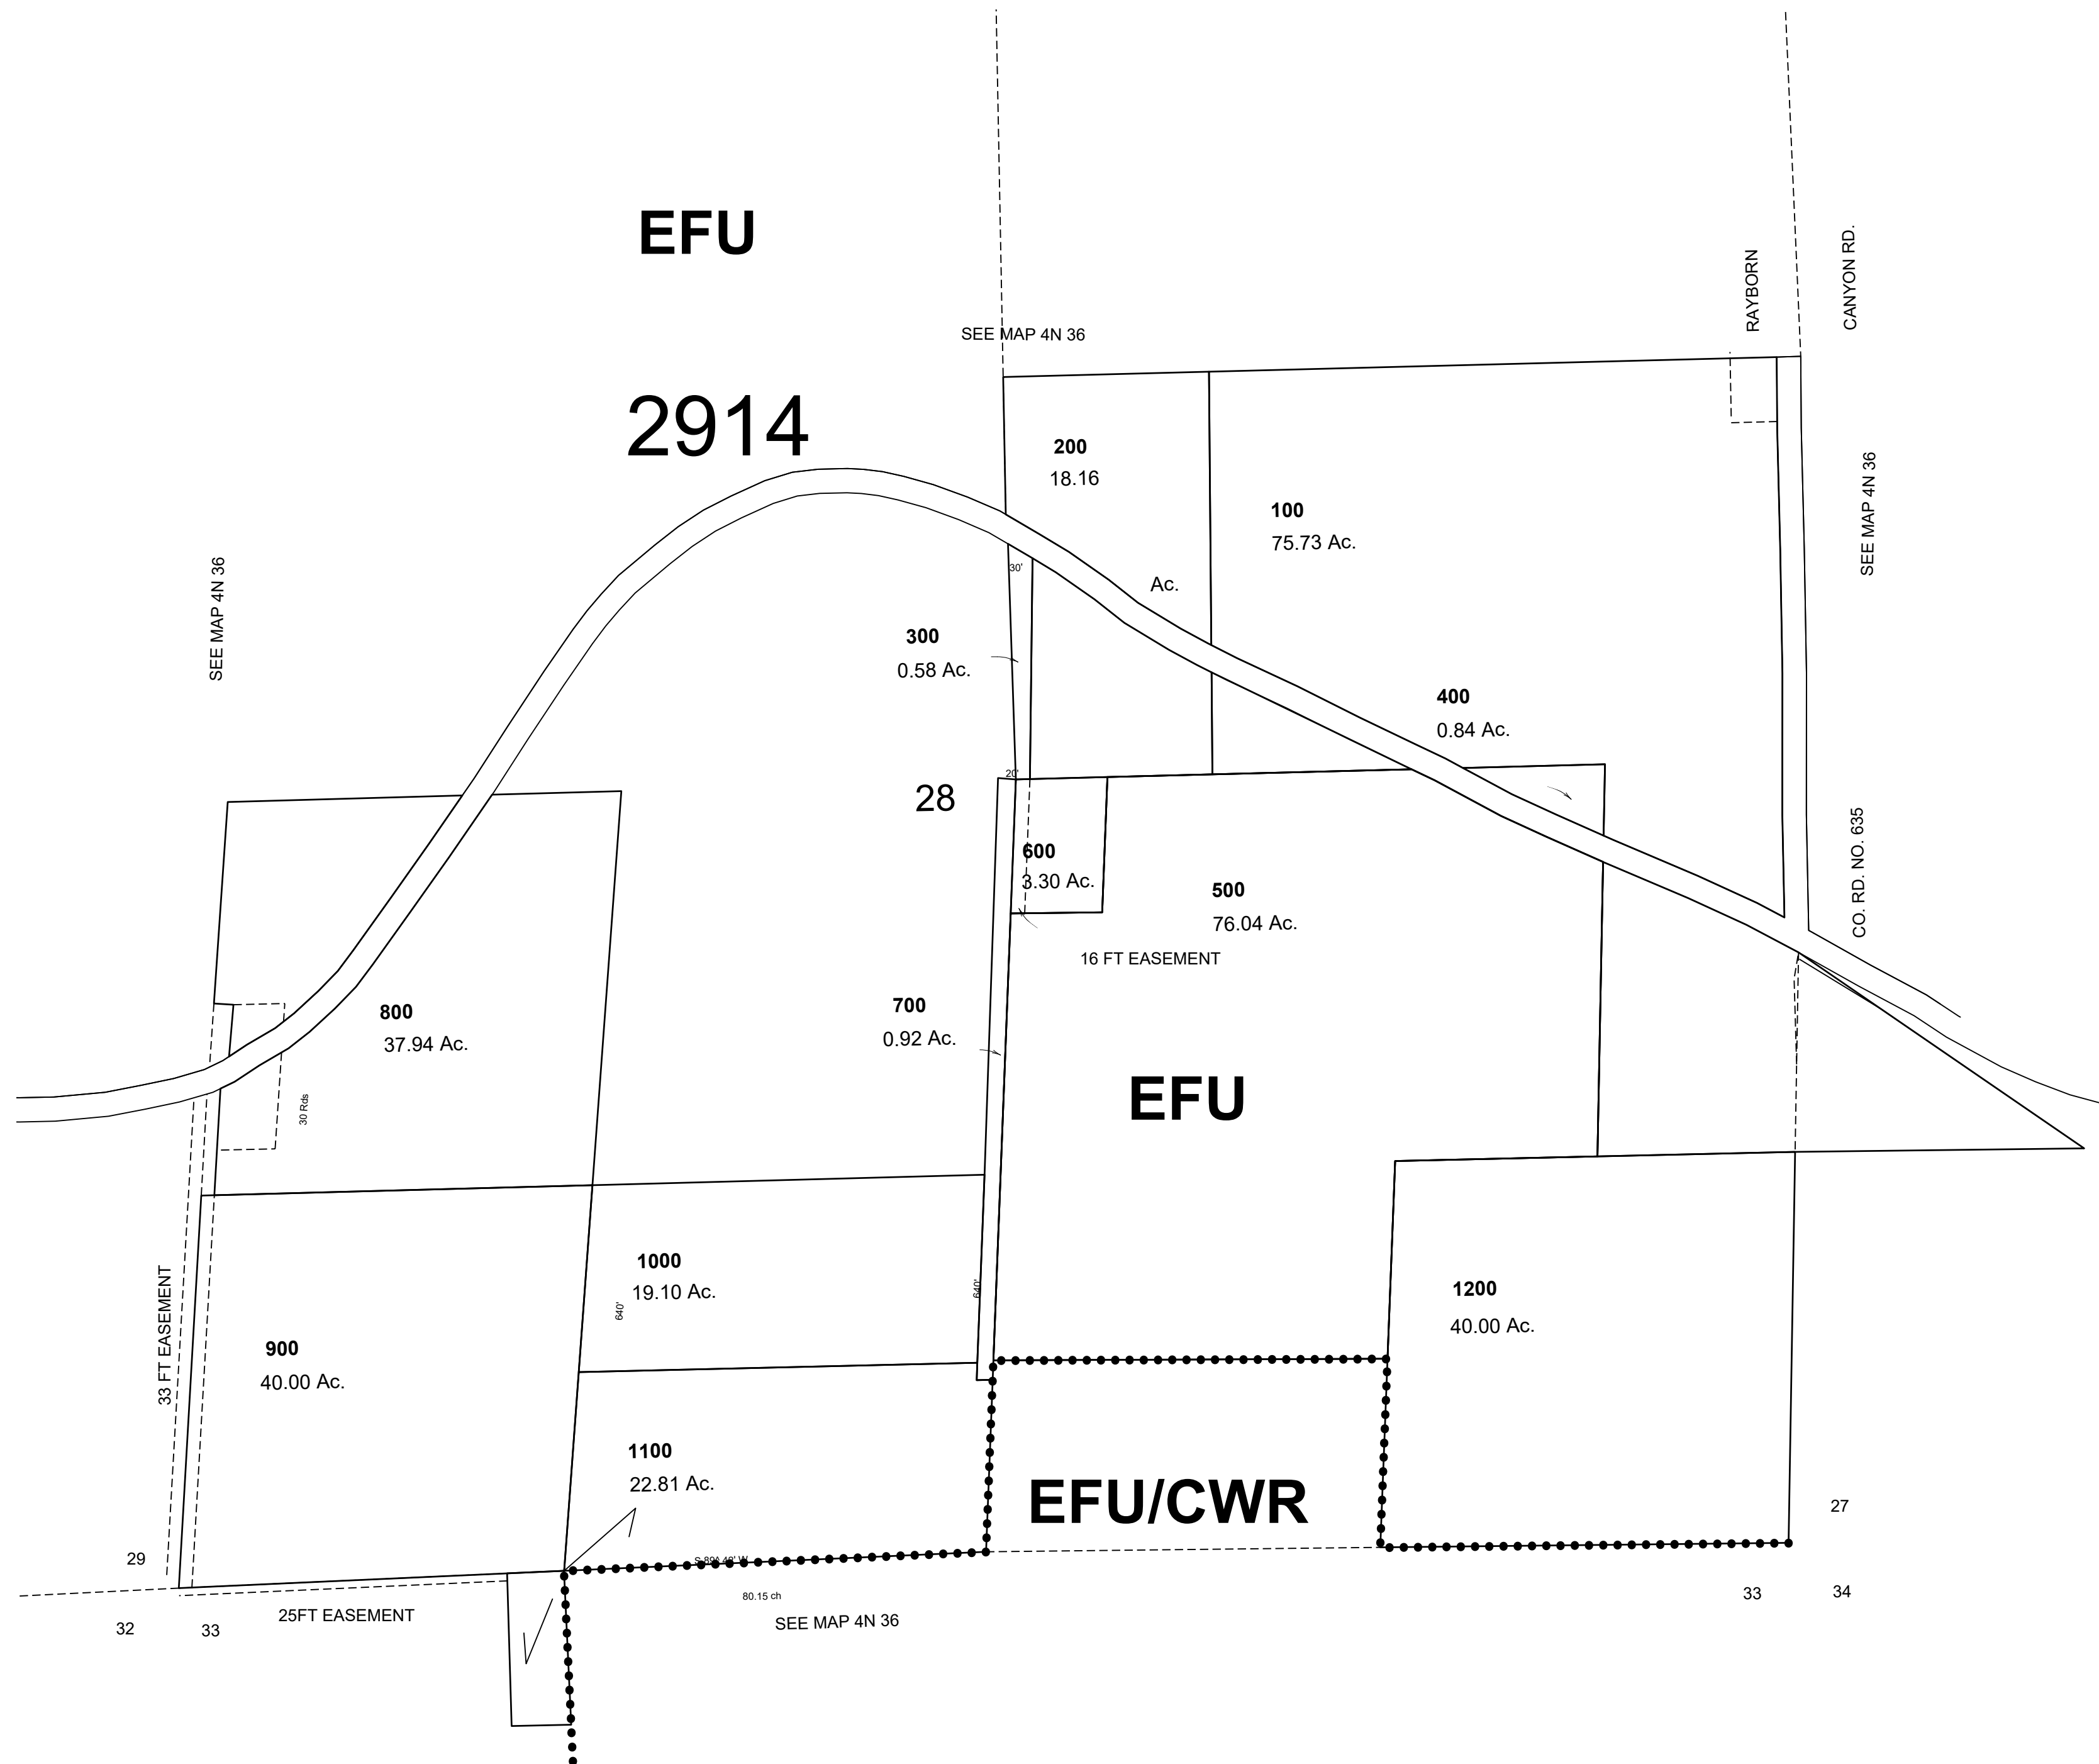 EFU
RAYBORN
CANYON RD.
SEE MAP 4N 36
2914
200
18.16
100
75.73 Ac.
SEE MAP 4N 36
SEE MAP 4N 36
30'
Ac.
300
0.58 Ac.
400
0.84 Ac.
20'
28
600
3.30 Ac.
500
76.04 Ac.
CO. RD. NO. 635
16 FT EASEMENT
800
37.94 Ac.
700
0.92 Ac.
30 Rds
EFU
1000
19.10 Ac.
640'
640'
1200
40.00 Ac.
33 FT EASEMENT
900
40.00 Ac.
1100
22.81 Ac.
EFU/CWR
27
29
80.15 ch
33
34
25FT EASEMENT
SEE MAP 4N 36
32
33